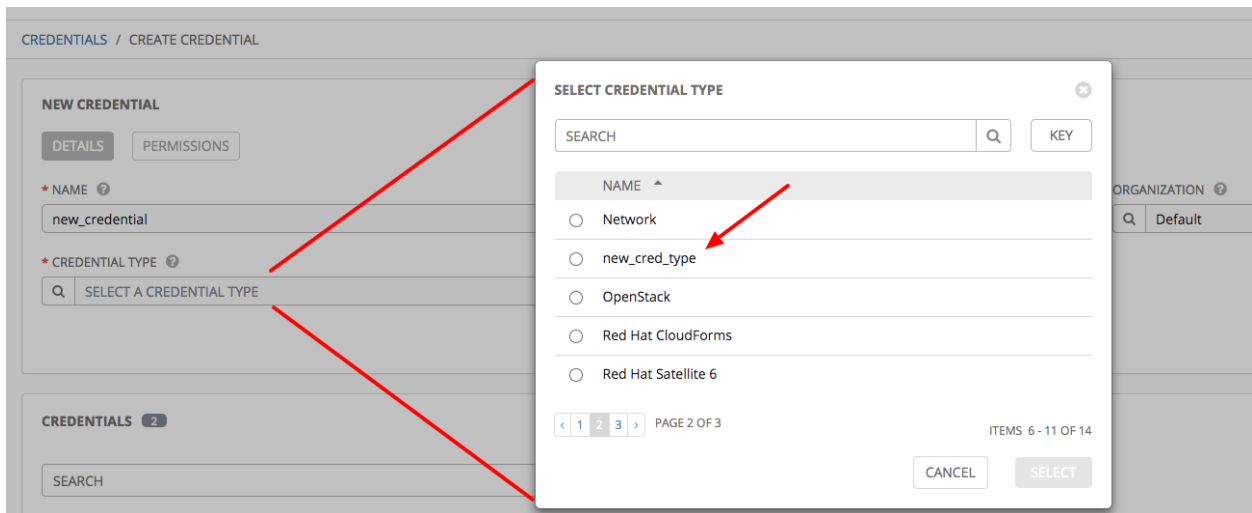 CREDENTIALS / CREATE CREDENTIAL
NEW CREDENTIAL
DETAILS PERMISSIONS
* NAME ?
new_credential
* CREDENTIAL TYPE ?
SELECT A CREDENTIAL TYPE
ORGANIZATION ?
Default
CREDENTIALS 2
SEARCH
SELECT CREDENTIAL TYPE
SEARCH KEY
NAME
Network
new_cred_type
OpenStack
Red Hat CloudForms
Red Hat Satellite 6
< 1 2 3 > PAGE 2 OF 3
ITEMS 6 - 11 OF 14
CANCEL SELECT